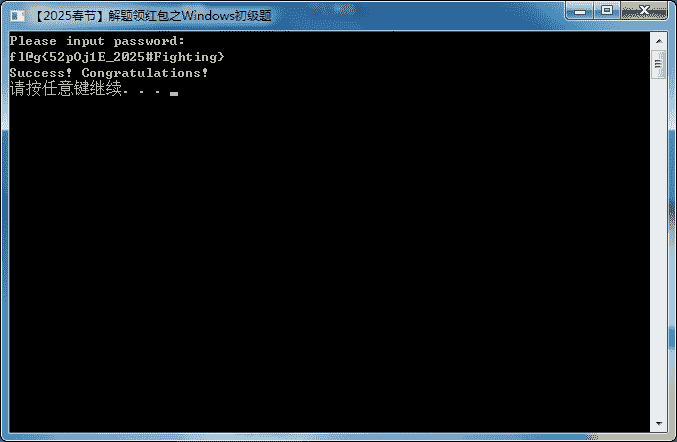 【2025春节】解题领红包之Windows初级题
Please input password:
fl@g{52pOj1E_2025#Fighting}
Success! Congratulations!
请按任意键继续. . .